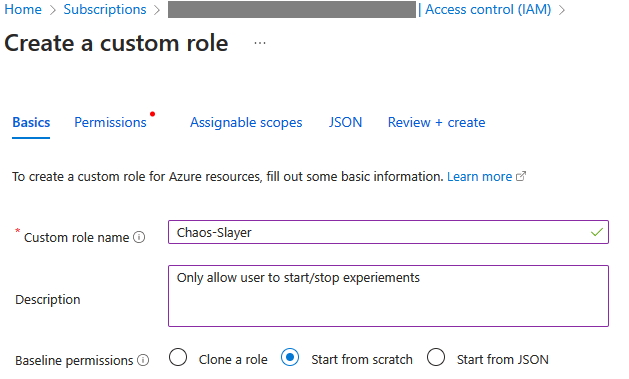 Home > Subscriptions > | Access control (IAM) >
Create a custom role ...
Basics Permissions Assignable scopes JSON Review + create
To create a custom role for Azure resources, fill out some basic information. Learn more
* Custom role name Chaos-Slayer
Description Only allow user to start/stop experiements
Baseline permissions Clone a role Start from scratch Start from JSON